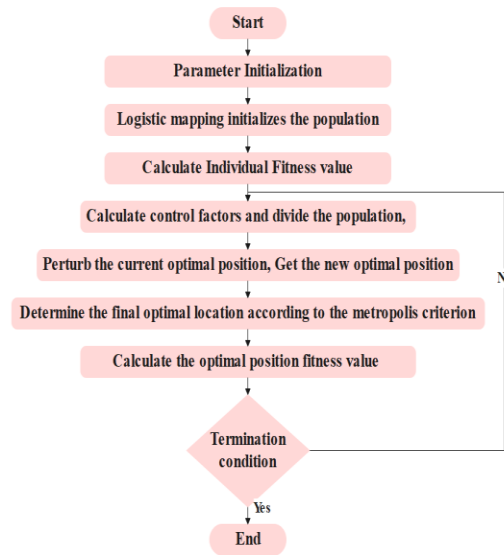 Start
Parameter Initialization
Logistic mapping initializes the population
Calculate Individual Fitness value
Calculate control factors and divide the population,
Perturb the current optimal position, Get the new optimal position
N
Determine the final optimal location according to the metropolis criterion
Calculate the optimal position fitness value
Termination
condition
Yes
End